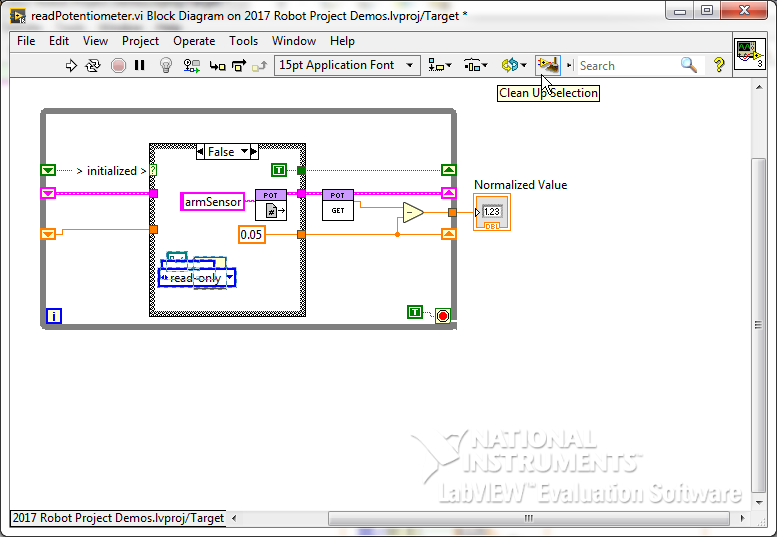 readPotentiometer.vi Block Diagram on 2017 Robot Project Demos.lvproj/Target *
File Edit View Project Operate Tools Window Help
15pt Application Font
Search
?
3
Clean Up Selection
False
> initialized >
?
T
Normalized Value
armSensor
POT
#
POT
GET
1.23
DBL
0.05
read-only
i
T
NATIONAL
INSTRUMENTS™
LabVIEW™ Evaluation Software
2017 Robot Project Demos.lvproj/Target